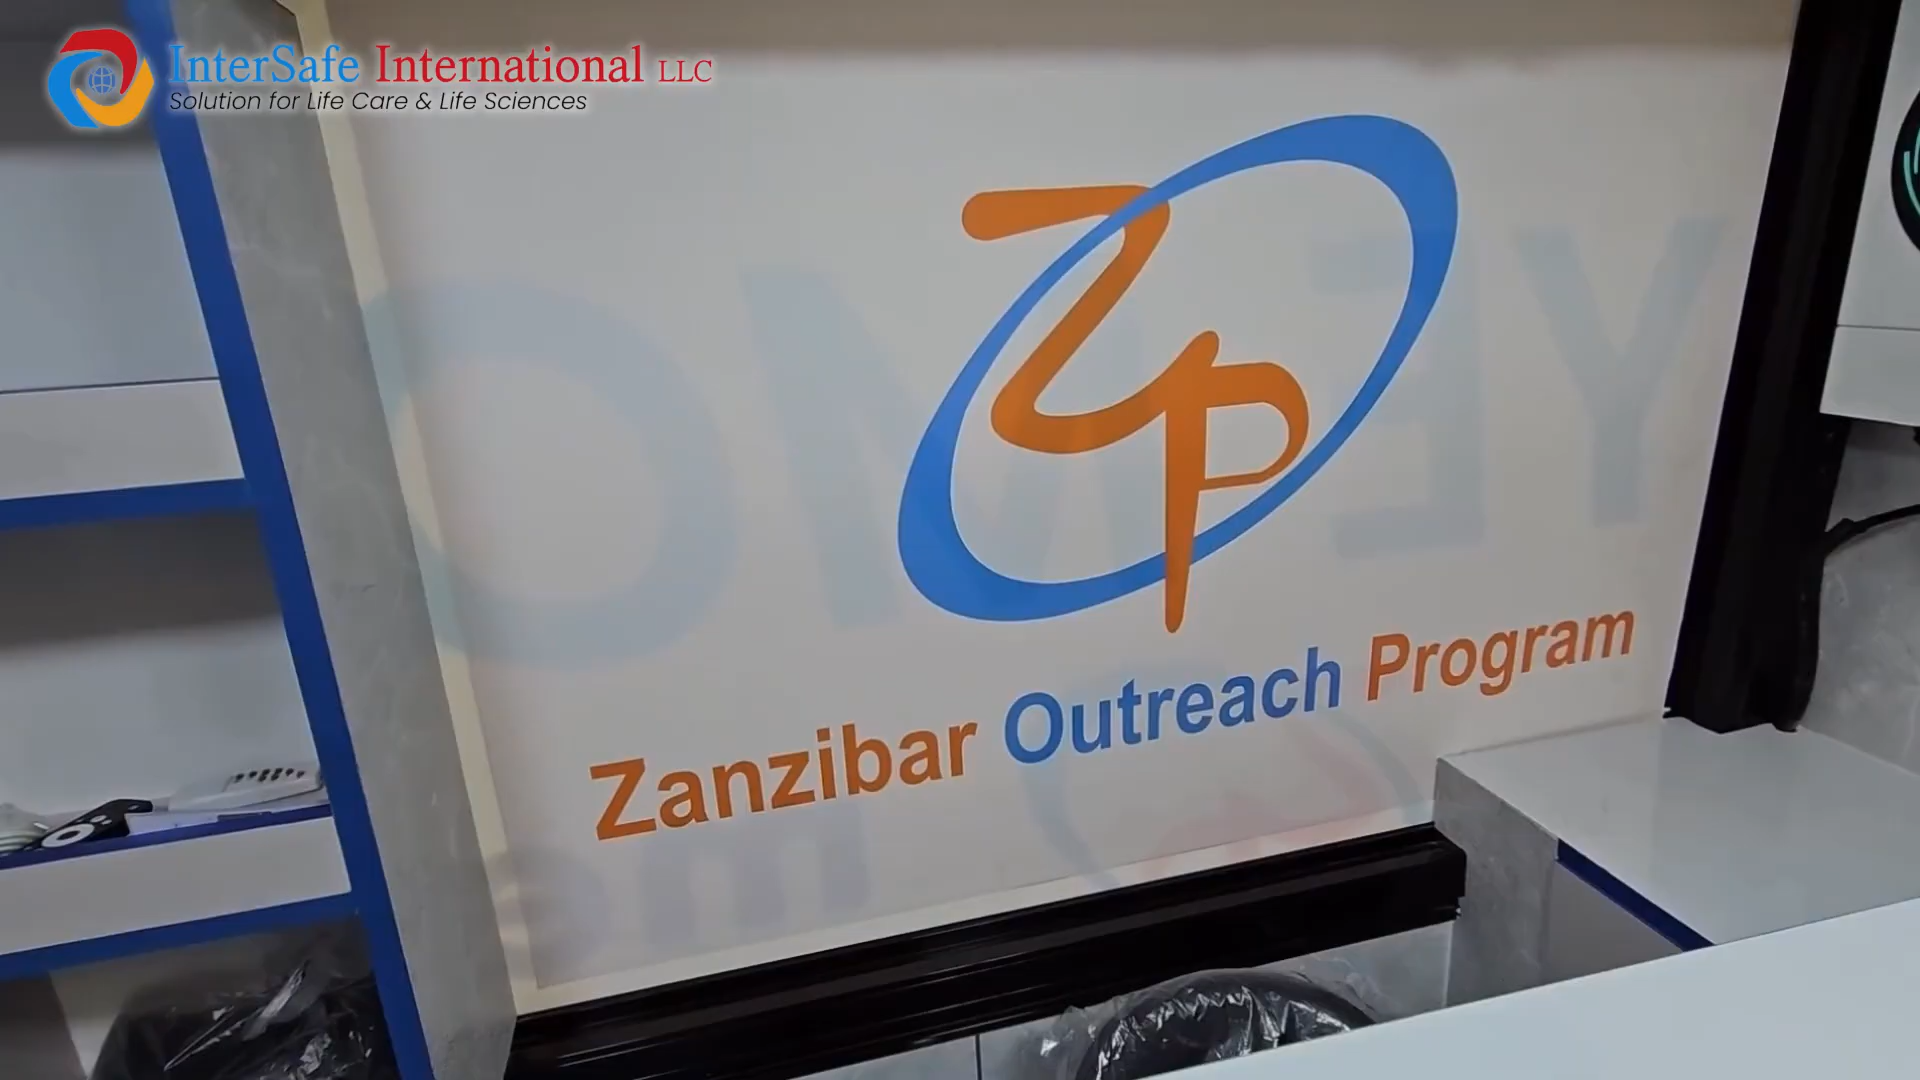 InterSafe International LLC
Solution for Life Care & Life Sciences
ZP
Zanzibar Outreach Program